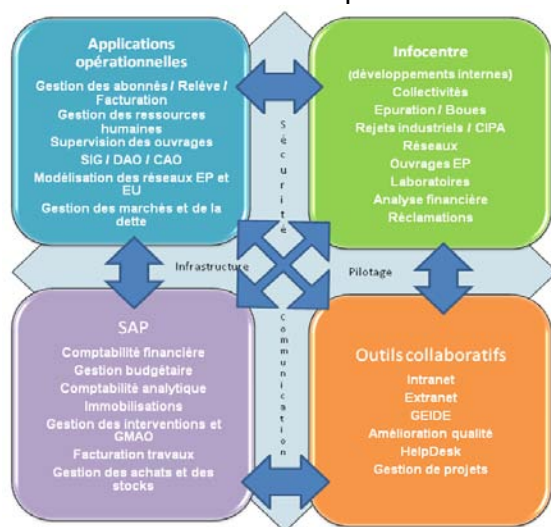 Applications
opérationnelles
Gestion des abonnés / Relève /
Facturation
Gestion des ressources
humaines
Supervision des ouvrages
SIG / DAO / CAO
Modélisation des réseaux EP et
EU
Gestion des marchés et de la
dette
Infocentre
(développements internes)
Collectivités
Epuration / Boues
Rejets industriels / CIPA
Réseaux
Ouvrages EP
Laboratoires
Analyse financière
Réclamations
Sécurité
Infrastructure
Pilotage
Communication
SAP
Comptabilité financière
Gestion budgétaire
Comptabilité analytique
Immobilisations
Gestion des interventions et
GMAO
Facturation travaux
Gestion des achats et des
stocks
Outils collaboratifs
Intranet
Extranet
GEIDE
Amélioration qualité
HelpDesk
Gestion de projets